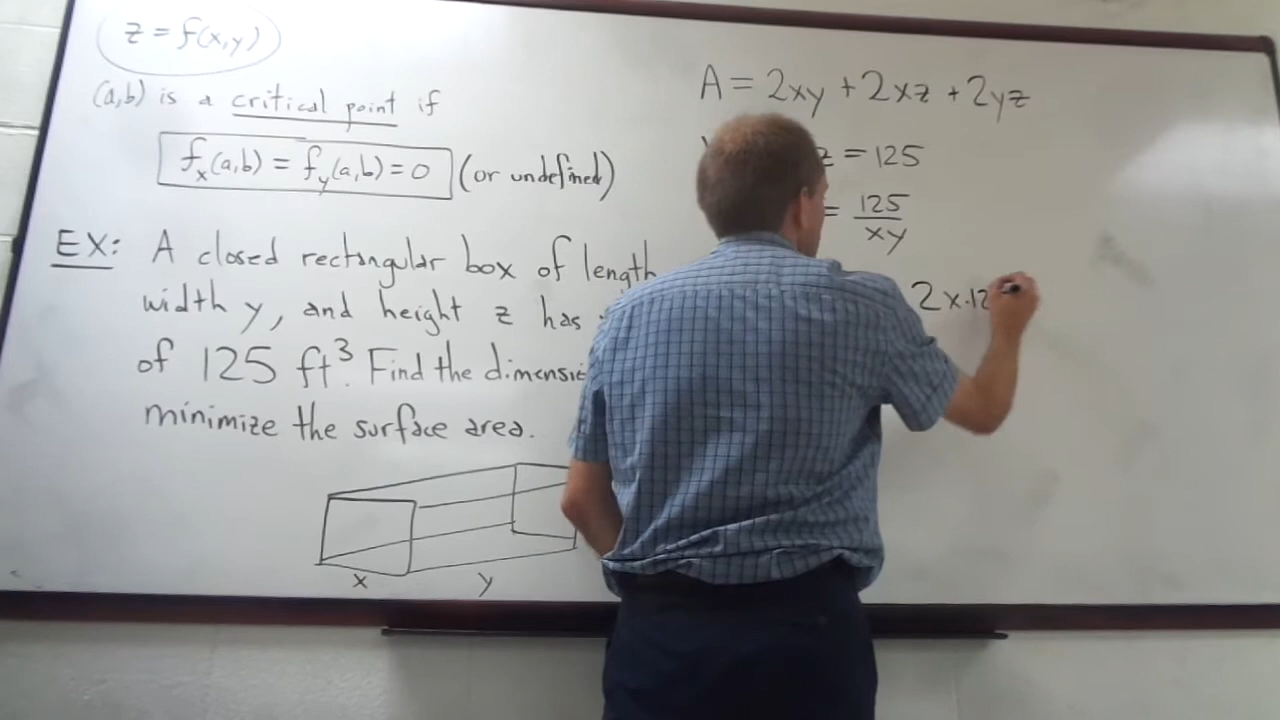 z = f(x,y)
(a,b) is a critical point if
f_x(a,b) = f_y(a,b) = 0 (or undefined)
EX: A closed rectangular box of length
width y, and height z has
of 125 ft³. Find the
minimize the surface area.
x y
A = 2xy + 2xz + 2yz
z = 125
= 125/xy
2x·12